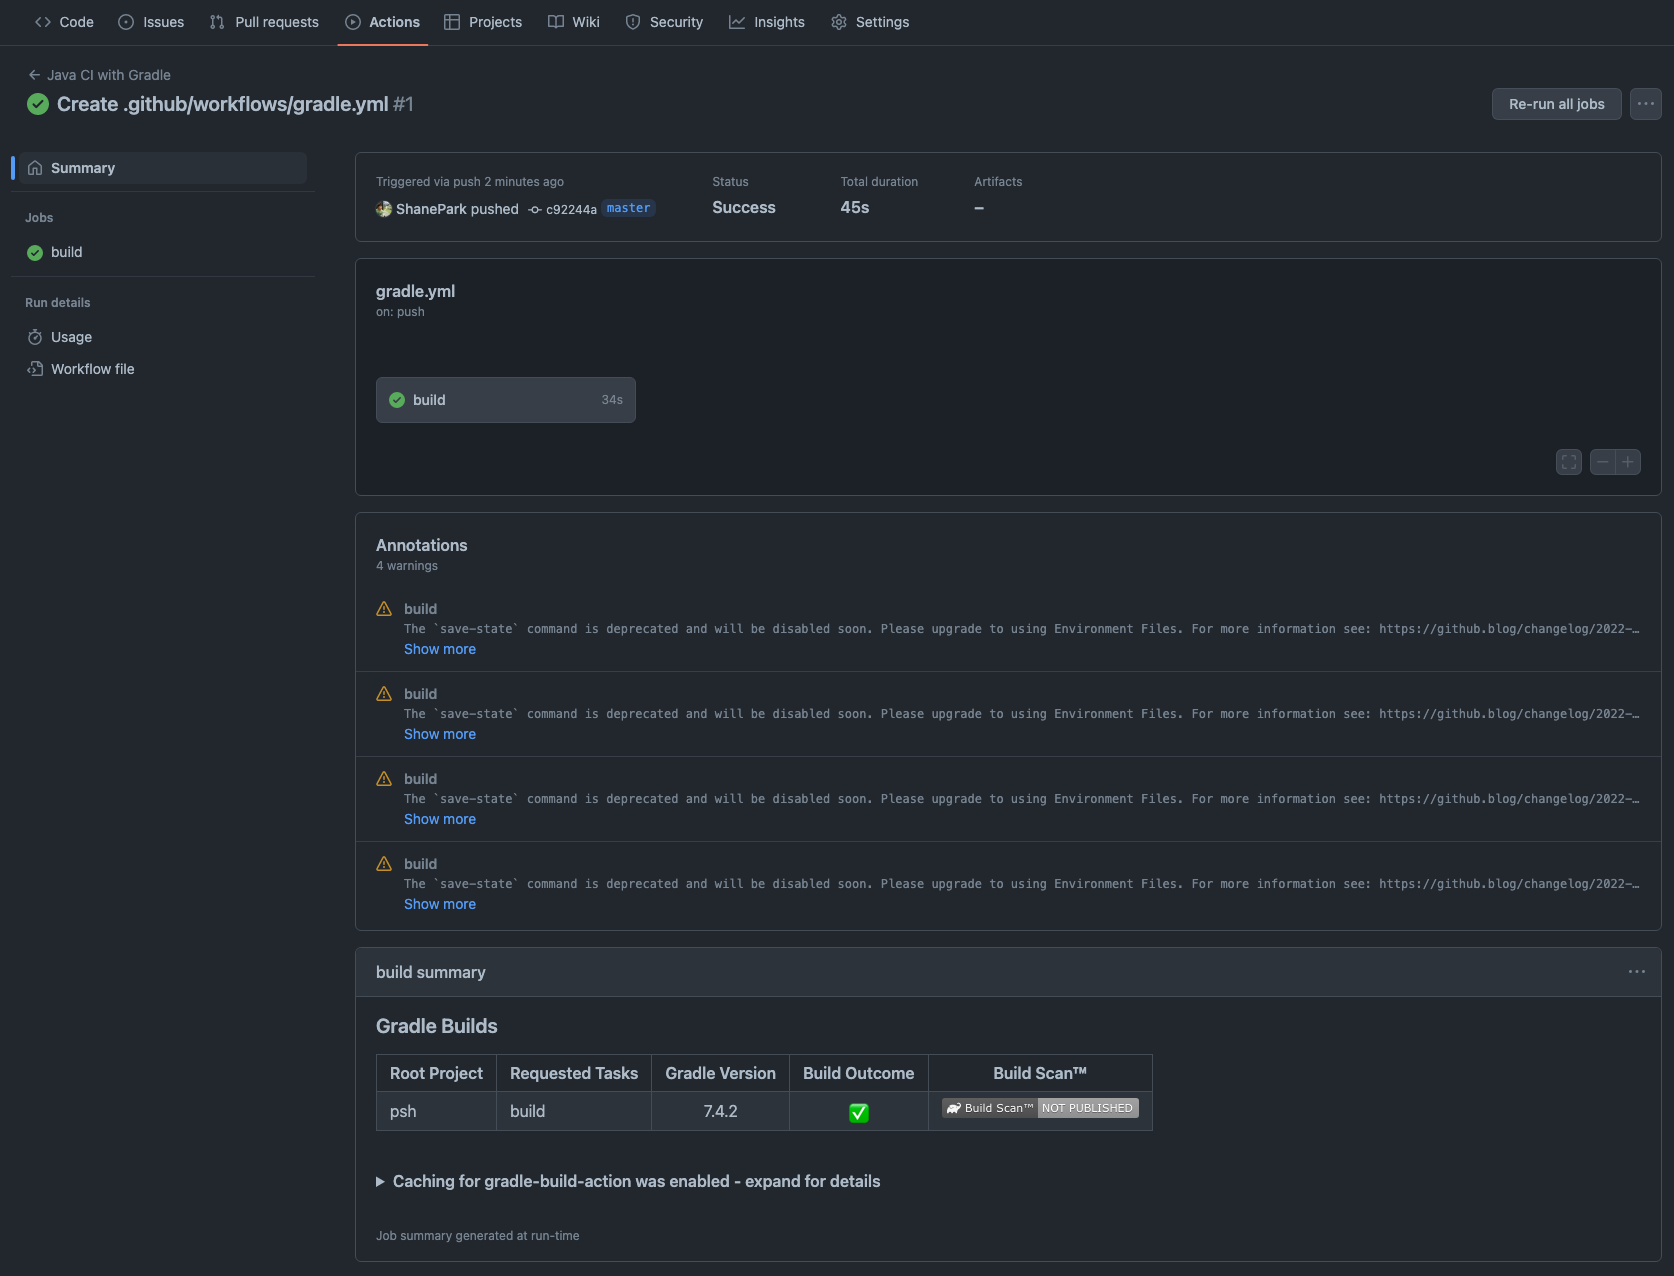 Code Issues Pull requests Actions Projects Wiki Security Insights Settings
Java CI with Gradle
Create .github/workflows/gradle.yml #1
Re-run all jobs
Summary
Jobs
build
Run details
Usage
Workflow file
Triggered via push 2 minutes ago
ShanePark pushed c92244a master
Status
Success
Total duration
45s
Artifacts
–
gradle.yml
on: push
build 34s
Annotations
4 warnings
build
The `save-state` command is deprecated and will be disabled soon. Please upgrade to using Environment Files. For more information see: https://github.blog/changelog/2022-…
Show more
build
The `save-state` command is deprecated and will be disabled soon. Please upgrade to using Environment Files. For more information see: https://github.blog/changelog/2022-…
Show more
build
The `save-state` command is deprecated and will be disabled soon. Please upgrade to using Environment Files. For more information see: https://github.blog/changelog/2022-…
Show more
build
The `save-state` command is deprecated and will be disabled soon. Please upgrade to using Environment Files. For more information see: https://github.blog/changelog/2022-…
Show more
build summary
Gradle Builds
Root Project Requested Tasks Gradle Version Build Outcome Build Scan™
psh build 7.4.2 ✅ Build Scan™ NOT PUBLISHED
Caching for gradle-build-action was enabled - expand for details
Job summary generated at run-time